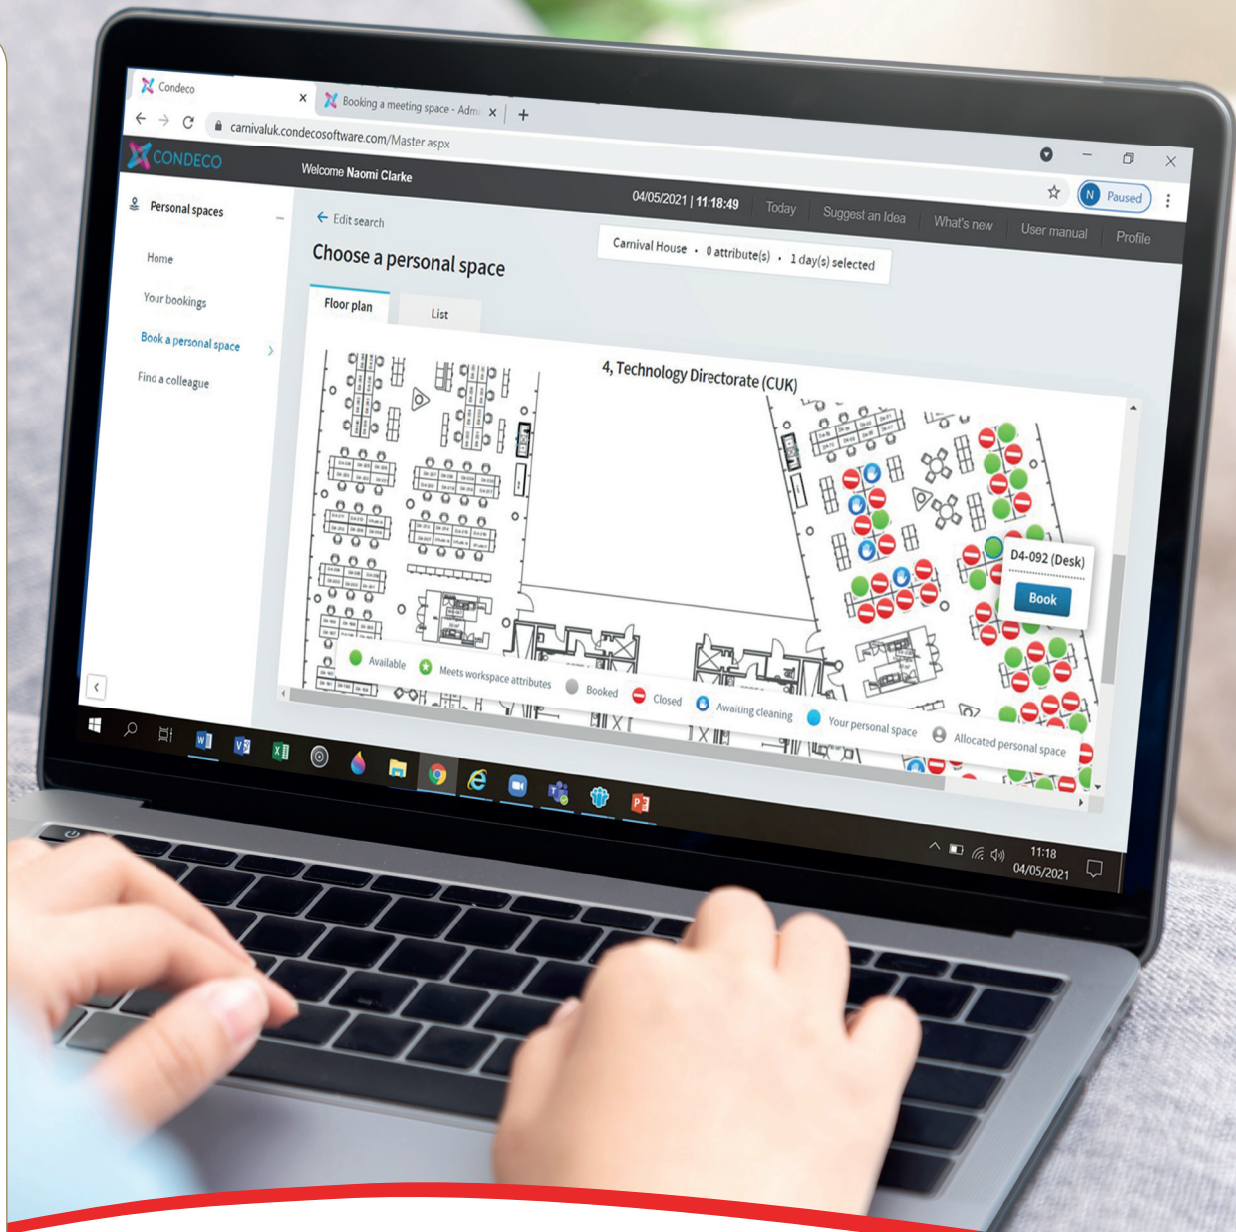 Condeco
Booking a meeting space - Adm
carnivaluk.condecosoftware.com/Master.aspx
N Paused
CONDECO
Welcome Naomi Clarke
04/05/2021 | 11:18:49
Today
Suggest an Idea
What's new
User manual
Profile
Personal spaces
Home
Your bookings
Book a personal space
Find a colleague
Edit search
Carnival House • 0 attribute(s) • 1 day(s) selected
Choose a personal space
Floor plan
List
4, Technology Directorate (CUK)
D4-092 (Desk)
Book
Available
Meets workspace attributes
Booked
Closed
Awaiting cleaning
Your personal space
Allocated personal space
11:18
04/05/2021